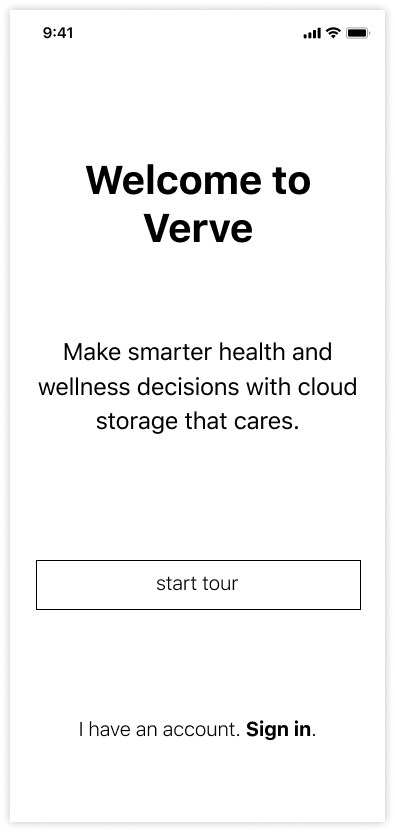 9:41
Welcome to
Verve
Make smarter health and
wellness decisions with cloud
storage that cares.
start tour
I have an account. Sign in.